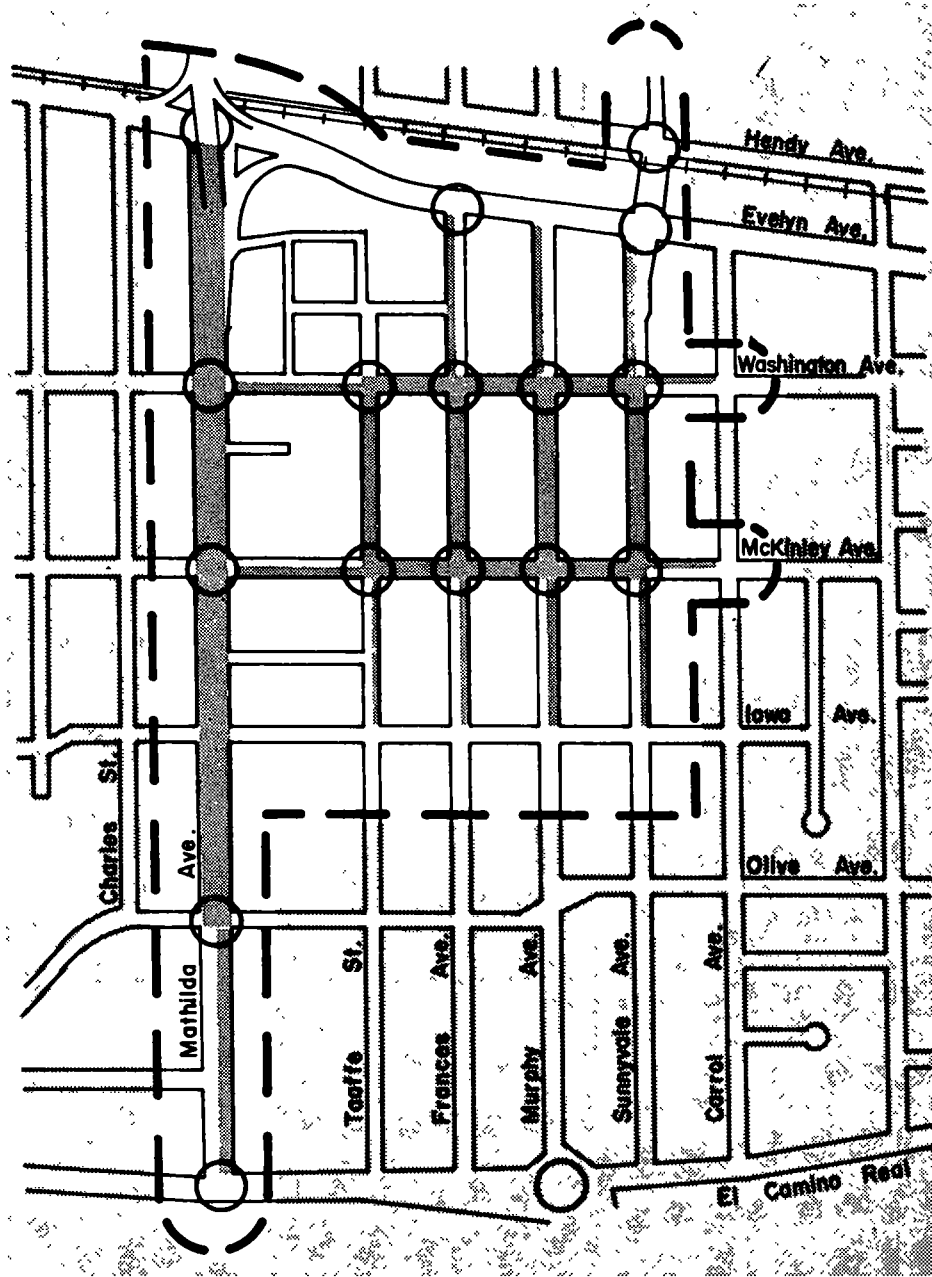 Hendy Ave.
Evelyn Ave.
Washington Ave.
McKinley Ave.
Iowa Ave.
Olive Ave.
Charles St.
Mathilda Ave.
Taaffe St.
Frances Ave.
Murphy Ave.
Sunnyvale Ave.
Carrol Ave.
El Camino Real